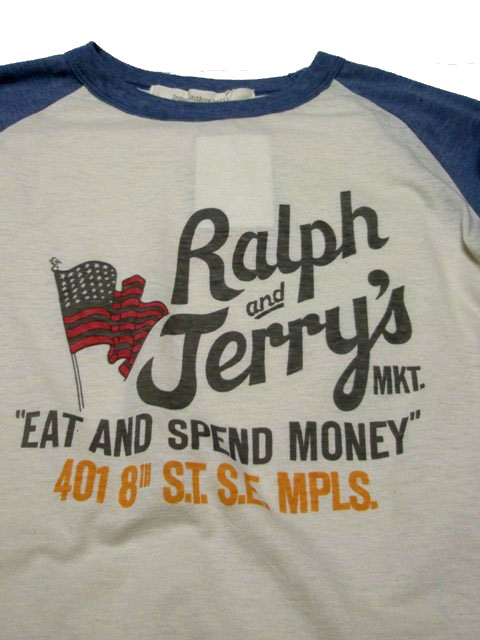 Ralph
and
Jerry's
MKT.
"EAT AND SPEND MONEY"
401 8TH S.T. S.E. MPLS.